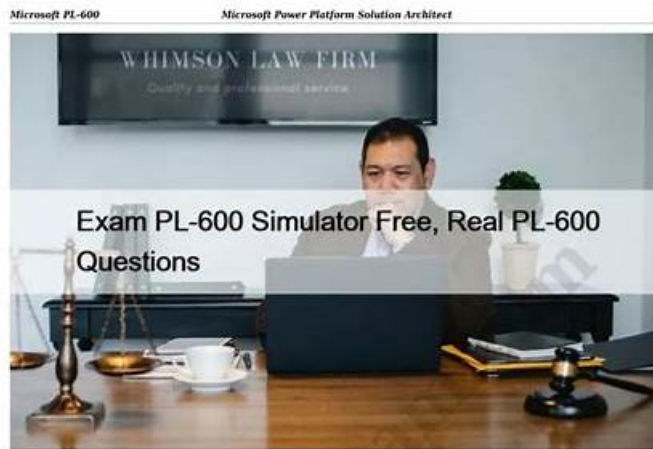 Microsoft PL-600 Microsoft Power Platform Solution Architect
WHIMSON LAW FIRM
Quality and professional service
Exam PL-600 Simulator Free, Real PL-600
Questions